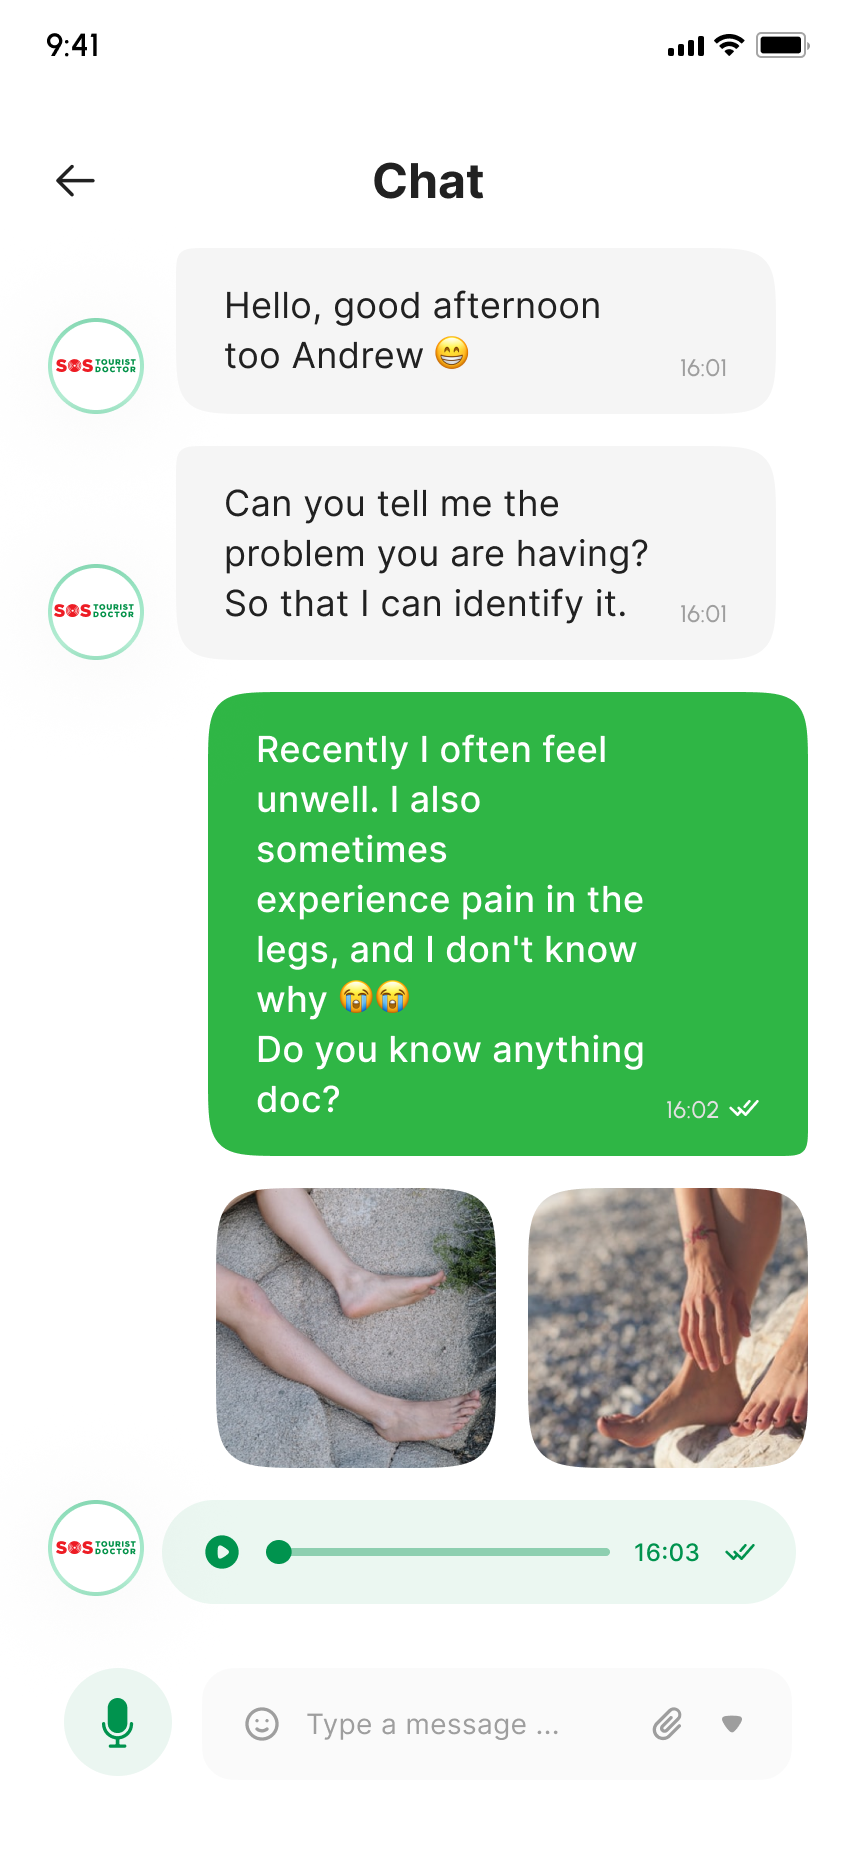 9:41
Chat
Hello, good afternoon
too Andrew 😁
16:01
SOS TOURIST
DOCTOR
Can you tell me the
problem you are having?
So that I can identify it.
16:01
SOS TOURIST
DOCTOR
Recently I often feel
unwell. I also
sometimes
experience pain in the
legs, and I don't know
why 😭😭
Do you know anything
doc?
16:02
SOS TOURIST
DOCTOR
16:03
Type a message ...